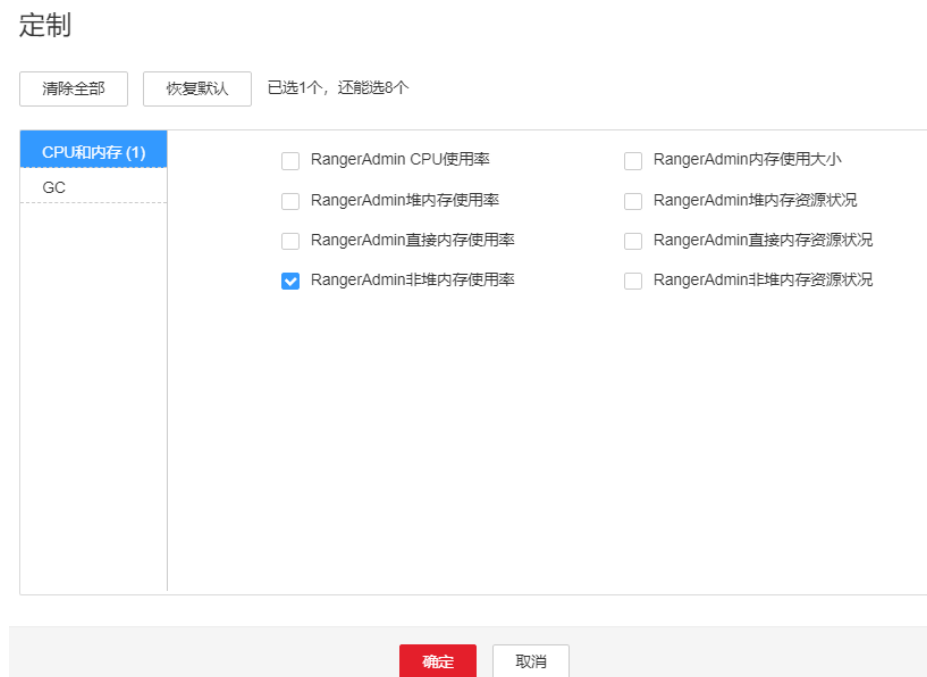 定制
清除全部 恢复默认 已选1个，还能选8个
CPU和内存 (1)
GC
RangerAdmin CPU使用率 RangerAdmin内存使用大小
RangerAdmin堆内存使用率 RangerAdmin堆内存资源状况
RangerAdmin直接内存使用率 RangerAdmin直接内存资源状况
RangerAdmin非堆内存使用率 RangerAdmin非堆内存资源状况
确定 取消